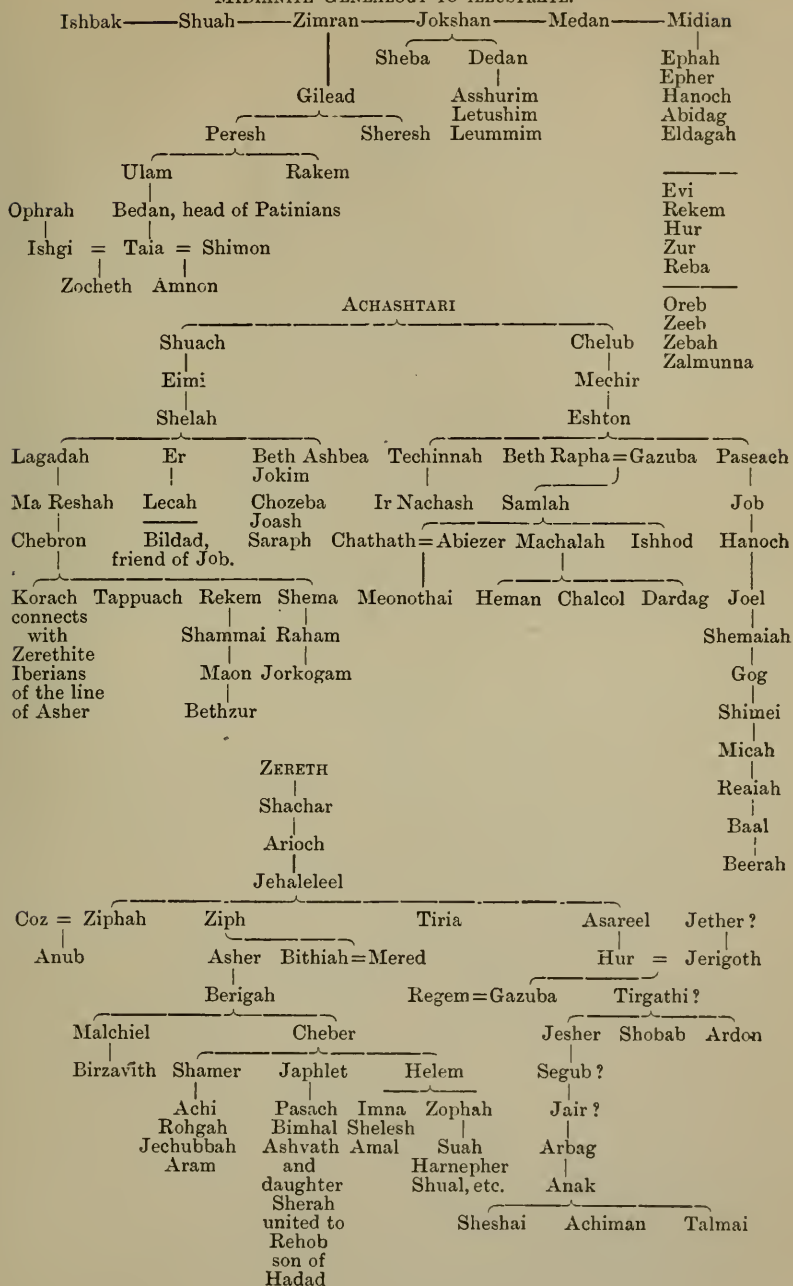 MIDIANITE GENEALOGY TO ILLUSTRATE.
Ishbak Shuah Zimran Jokshan Medan Midian
Sheba Dedan Ephah
Epher
Gilead Asshurim Hanoch
Letushim Abidag
Peresh Sheresh Leummim Eldagah
Ulam Rakem
Evi
Ophrah Bedan, head of Patinians Rekem
Hur
Ishgi = Taia = Shimon Zur
Reba
Zocheth Amnon
ACHASHTARI Oreb
Zeeb
Shuach Chelub Zebah
Zalmunna
Eimi Mechir
Shelah Eshton
Lagadah Er Beth Ashbea Techinnah Beth Rapha=Gazuba Paseach
Jokim
Ma Reshah Lecah Chozeba Ir Nachash Samlah Job
Joash
Chebron Bildad, Saraph Chathath=Abiezer Machalah Ishhod Hanoch
friend of Job.
Korach Tappuach Rekem Shema Meonothai Heman Chalcol Dardag Joel
connects
with Shammai Raham Shemaiah
Zerethite
Iberians Maon Jorkogam Gog
of the line
of Asher Bethzur Shimei
Micah
ZERETH
Reaiah
Shachar
Baal
Arioch
Beerah
Jehaleleel
Coz = Ziphah Ziph Tiria Asareel Jether ?
Anub Asher Bithiah=Mered Hur = Jerigoth
Berigah Regem=Gazuba Tirgathi ?
Malchiel Cheber Jesher Shobab Ardon
Birzavith Shamer Japhlet Helem Segub ?
Achi Pasach Imna Zophah Jair ?
Rohgah Bimhal Shelesh
Jechubbah Ashvath Amal Suah Arbag
Aram and Harnepher
daughter Shual, etc. Anak
Sherah
united to Sheshai Achiman Talmai
Rehob
son of
Hadad